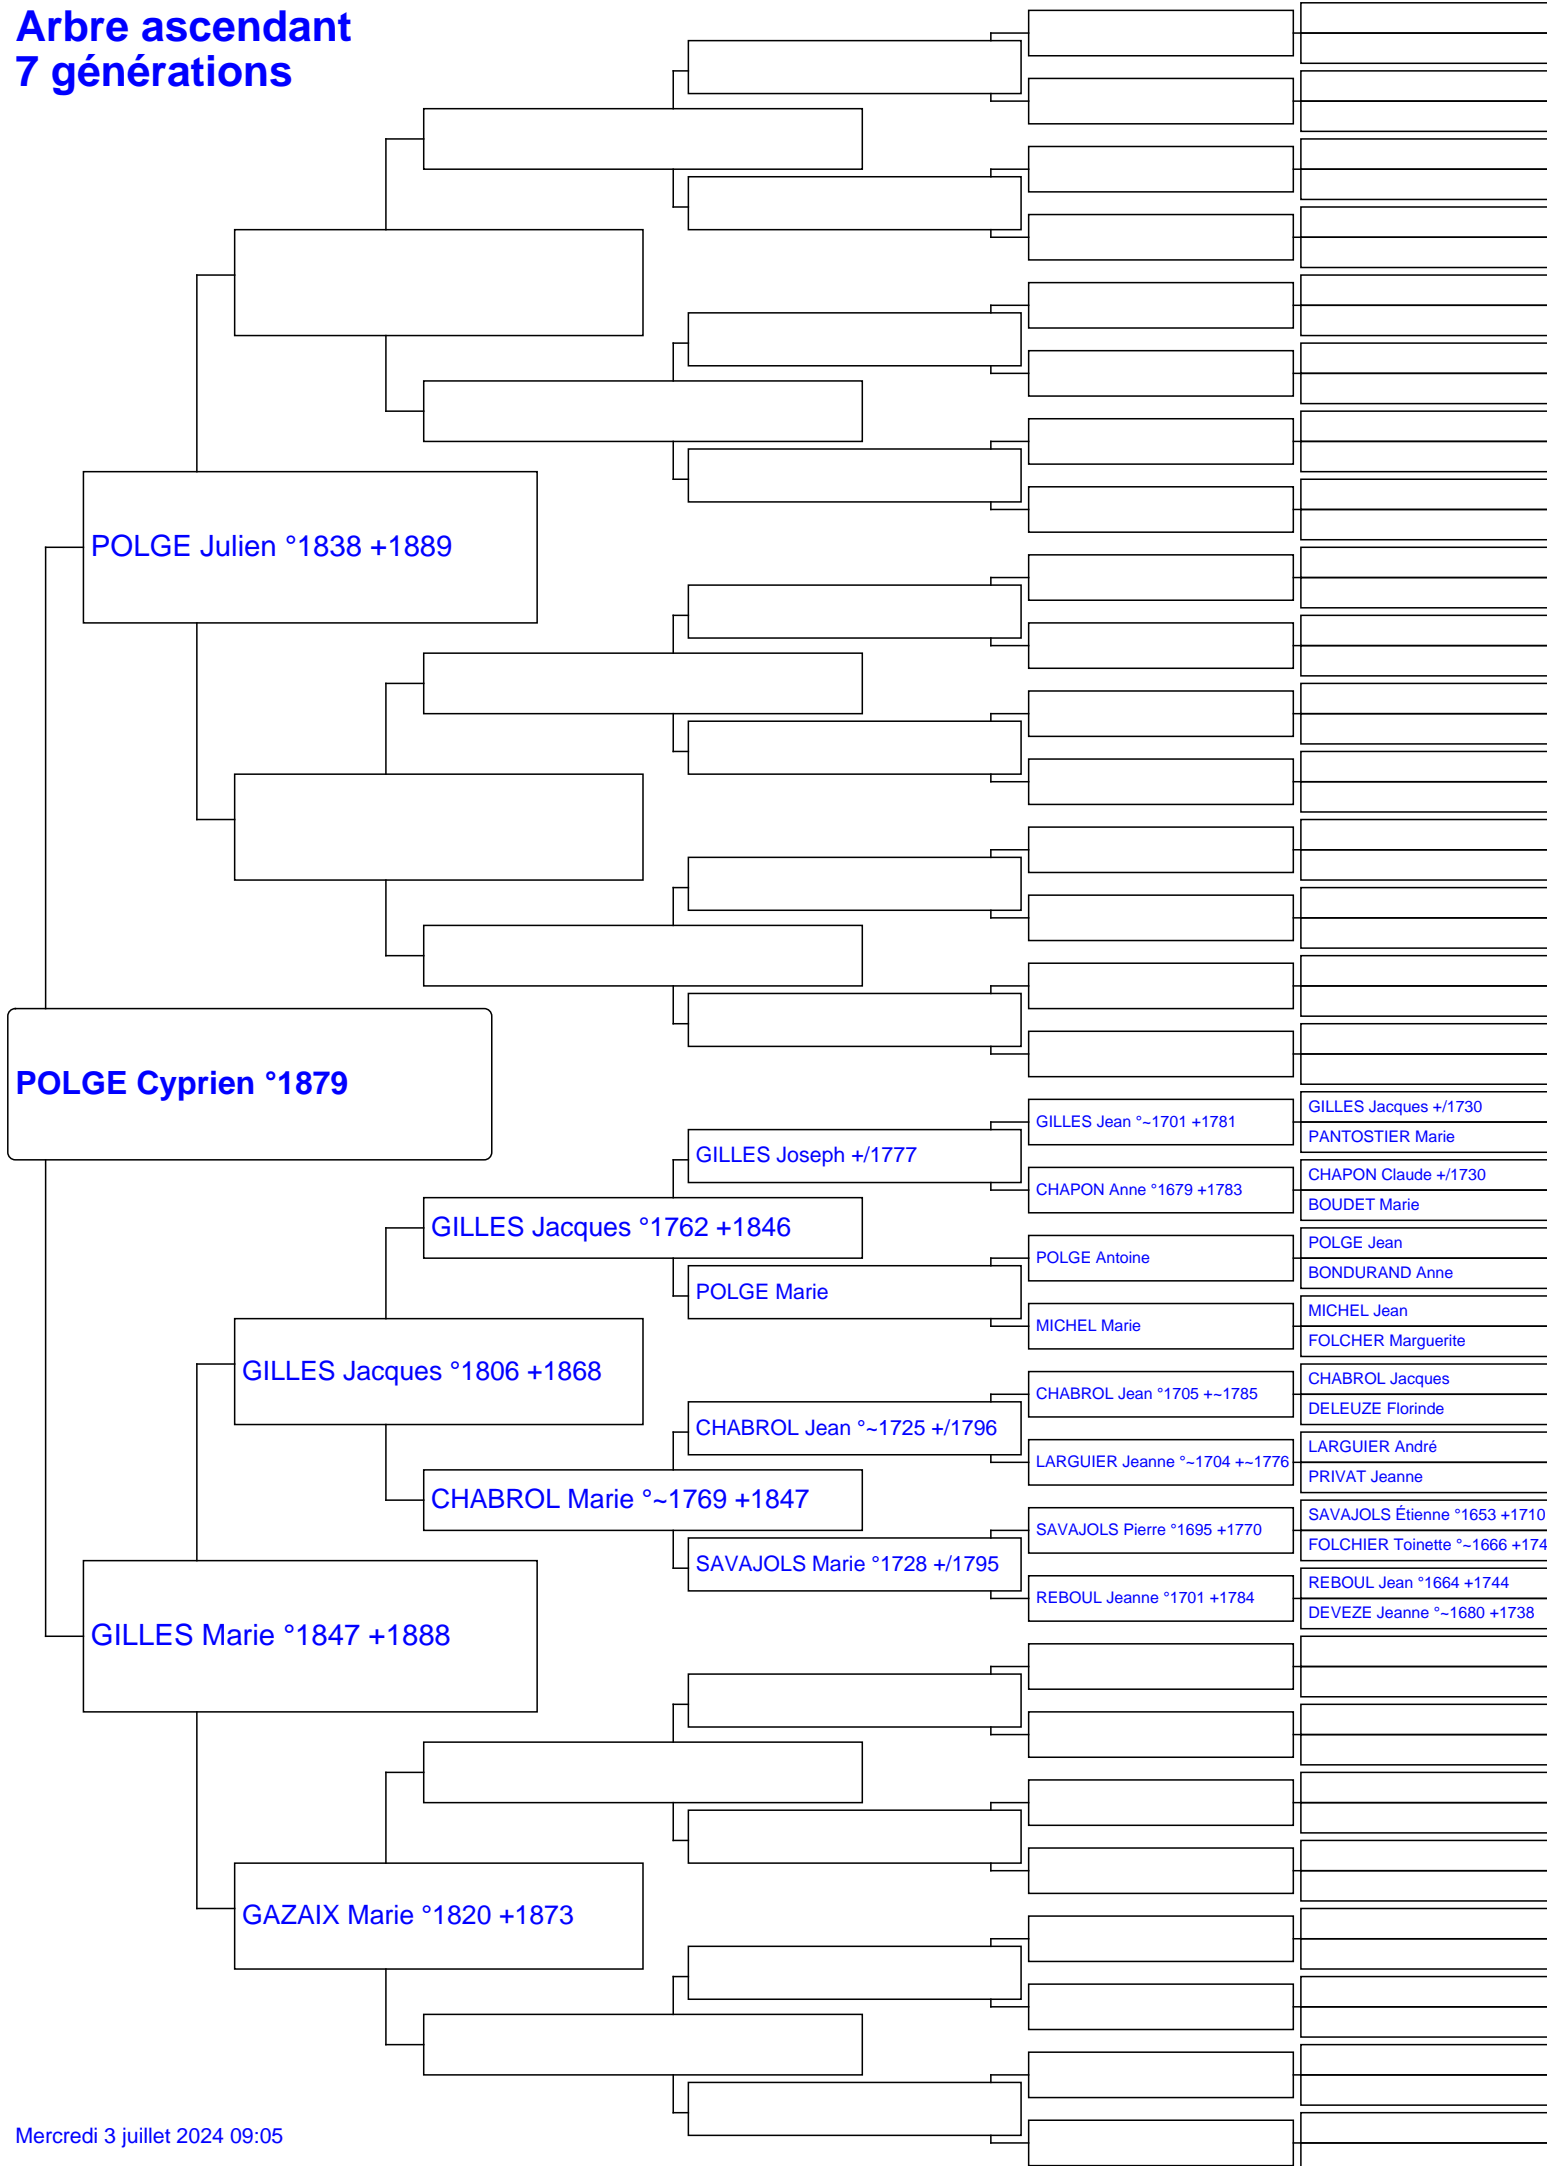 Arbre ascendant
7 générations
POLGE Julien °1838 +1889
POLGE Cyprien °1879
GILLES Jean °~1701 +1781
GILLES Jacques +/1730
PANTOSTIER Marie
GILLES Joseph +/1777
CHAPON Anne °1679 +1783
CHAPON Claude +/1730
BOUDET Marie
GILLES Jacques °1762 +1846
POLGE Antoine
POLGE Jean
BONDURAND Anne
POLGE Marie
MICHEL Marie
MICHEL Jean
FOLCHER Marguerite
GILLES Jacques °1806 +1868
CHABROL Jean °1705 +~1785
CHABROL Jacques
DELEUZE Florinde
CHABROL Jean °~1725 +/1796
LARGUIER Jeanne °~1704 +~1776
LARGUIER André
PRIVAT Jeanne
CHABROL Marie °~1769 +1847
SAVAJOLS Pierre °1695 +1770
SAVAJOLS Étienne °1653 +1710
FOLCHIER Toinette °~1666 +174
SAVAJOLS Marie °1728 +/1795
REBOUL Jeanne °1701 +1784
REBOUL Jean °1664 +1744
DEVEZE Jeanne °~1680 +1738
GILLES Marie °1847 +1888
GAZAIX Marie °1820 +1873
Mercredi 3 juillet 2024 09:05